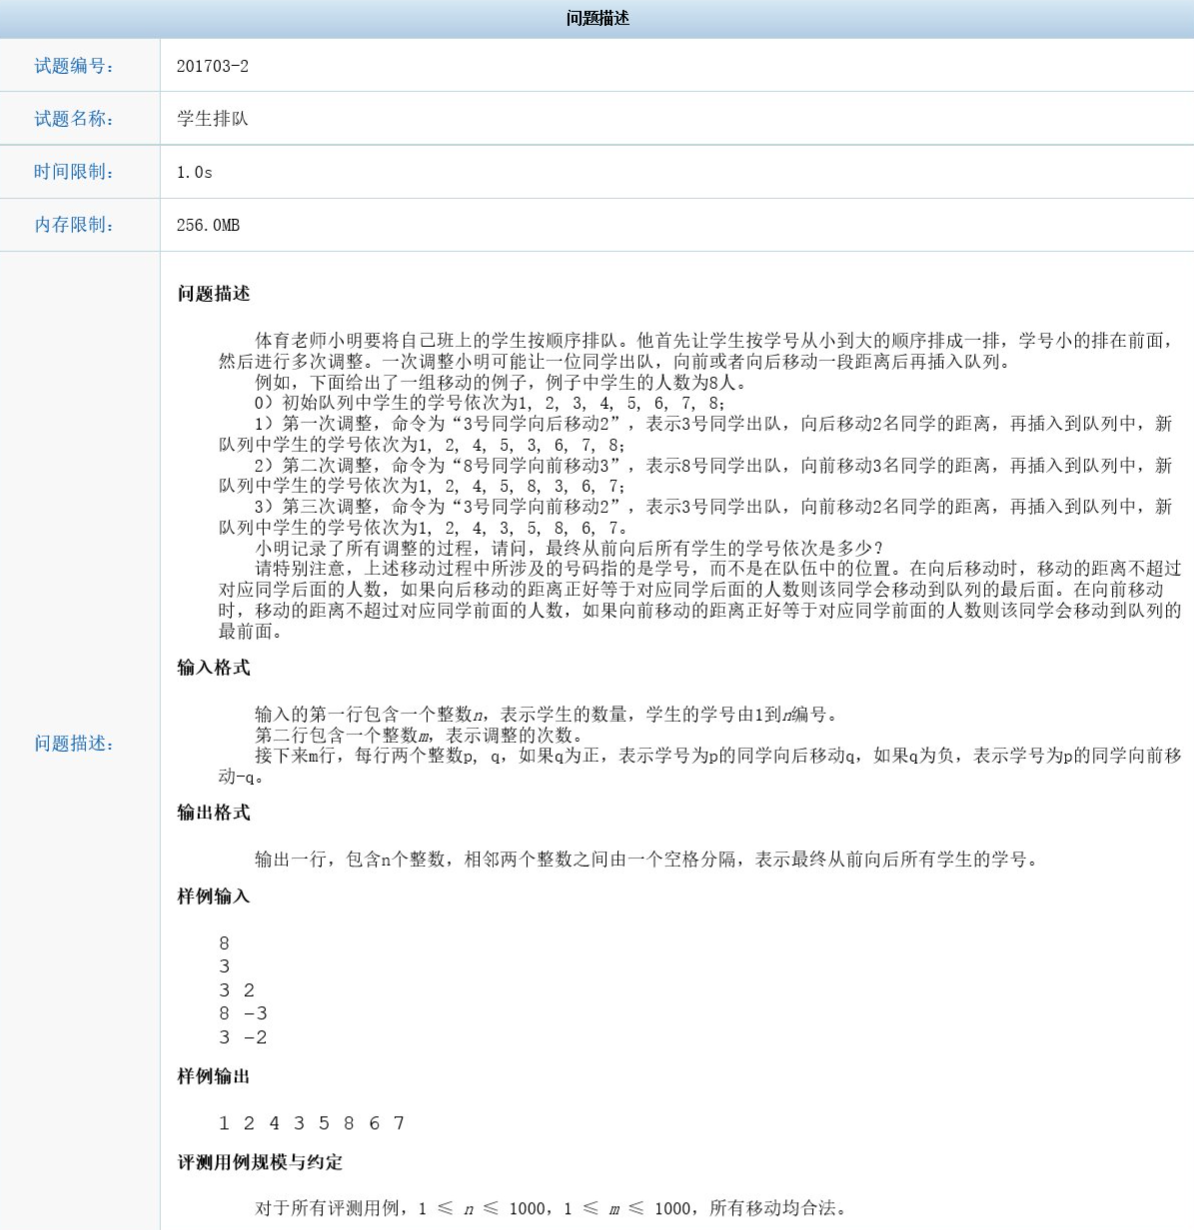 问题描述
试题编号： 201703-2
试题名称： 学生排队
时间限制： 1.0s
内存限制： 256.0MB
问题描述：
问题描述
体育老师小明要将自己班上的学生按顺序排队。他首先让学生按学号从小到大的顺序排成一排，学号小的排在前面，
然后进行多次调整。一次调整小明可能让一位同学出队，向前或者向后移动一段距离后再插入队列。
例如，下面给出了一组移动的例子，例子中学生的人数为8人。
0）初始队列中学生的学号依次为1, 2, 3, 4, 5, 6, 7, 8；
1）第一次调整，命令为“3号同学向后移动2”，表示3号同学出队，向后移动2名同学的距离，再插入到队列中，新
队列中学生的学号依次为1, 2, 4, 5, 3, 6, 7, 8；
2）第二次调整，命令为“8号同学向前移动3”，表示8号同学出队，向前移动3名同学的距离，再插入到队列中，新
队列中学生的学号依次为1, 2, 4, 5, 8, 3, 6, 7；
3）第三次调整，命令为“3号同学向前移动2”，表示3号同学出队，向前移动2名同学的距离，再插入到队列中，新
队列中学生的学号依次为1, 2, 4, 3, 5, 8, 6, 7。
小明记录了所有调整的过程，请问，最终从前向后所有学生的学号依次是多少？
请特别注意，上述移动过程中所涉及的号码指的是学号，而不是在队伍中的位置。在向后移动时，移动的距离不超过
对应同学后面的人数，如果向后移动的距离正好等于对应同学后面的人数则该同学会移动到队列的最后面。在向前移动
时，移动的距离不超过对应同学前面的人数，如果向前移动的距离正好等于对应同学前面的人数则该同学会移动到队列的
最前面。
输入格式
输入的第一行包含一个整数n，表示学生的数量，学生的学号由1到n编号。
第二行包含一个整数m，表示调整的次数。
接下来m行，每行两个整数p, q，如果q为正，表示学号为p的同学向后移动q，如果q为负，表示学号为p的同学向前移
动-q。
输出格式
输出一行，包含n个整数，相邻两个整数之间由一个空格分隔，表示最终从前向后所有学生的学号。
样例输入
8
3
3 2
8 -3
3 -2
样例输出
1 2 4 3 5 8 6 7
评测用例规模与约定
对于所有评测用例，1 ≤ n ≤ 1000，1 ≤ m ≤ 1000，所有移动均合法。